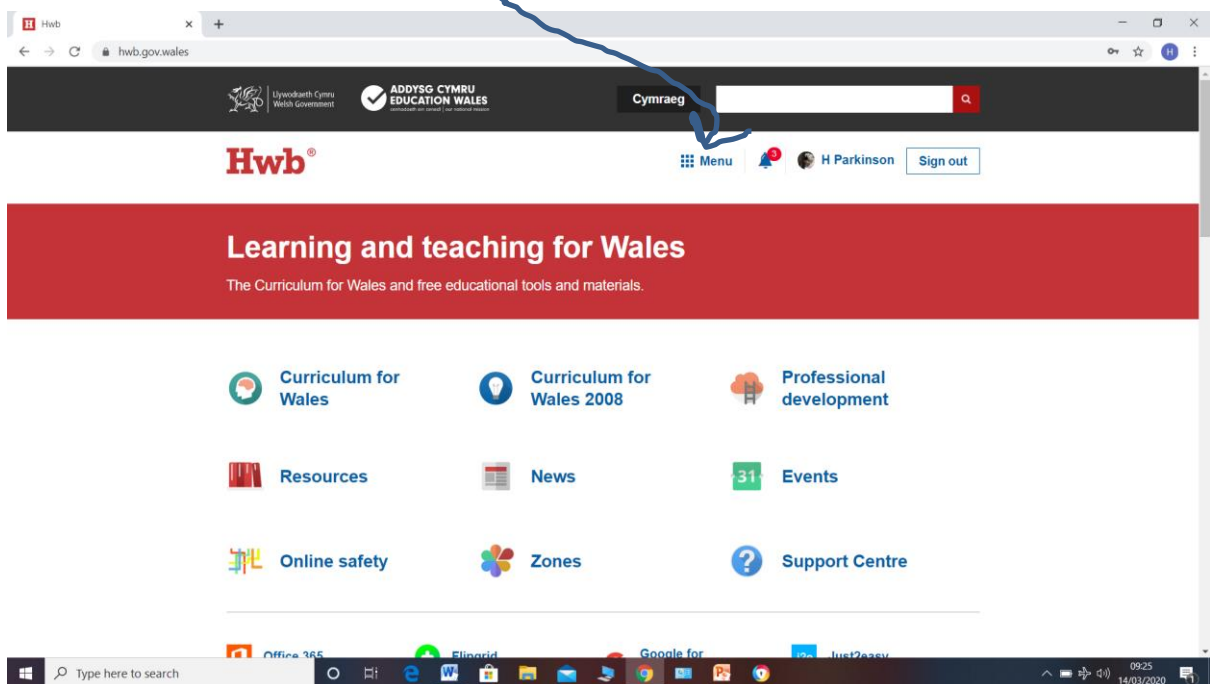 Hwb
hwb.gov.wales
H
Llywodraeth Cymru
Welsh Government
ADDYSG CYMRU
EDUCATION WALES
Cymraeg
Hwb®
Menu
3
H Parkinson
Sign out
Learning and teaching for Wales
The Curriculum for Wales and free educational tools and materials.
Curriculum for
Wales
Curriculum for
Wales 2008
Professional
development
Resources
News
31
Events
Online safety
Zones
?
Support Centre
Office 365
Flipgrid
Google for
j2e
Just2easy
Type here to search
09:25
14/03/2020